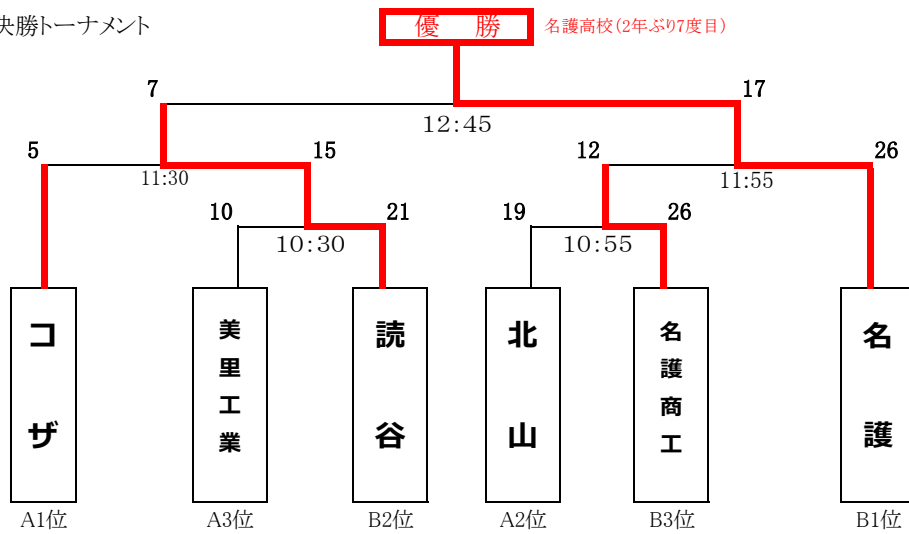 決勝トーナメント
優　勝
名護高校(2年ぶり7度目)
7
17
12:45
5
15
12
26
11:30
11:55
10
21
19
26
10:30
10:55
コザ
美里工業
読谷
北山
名護商工
名護
A1位
A3位
B2位
A2位
B3位
B1位